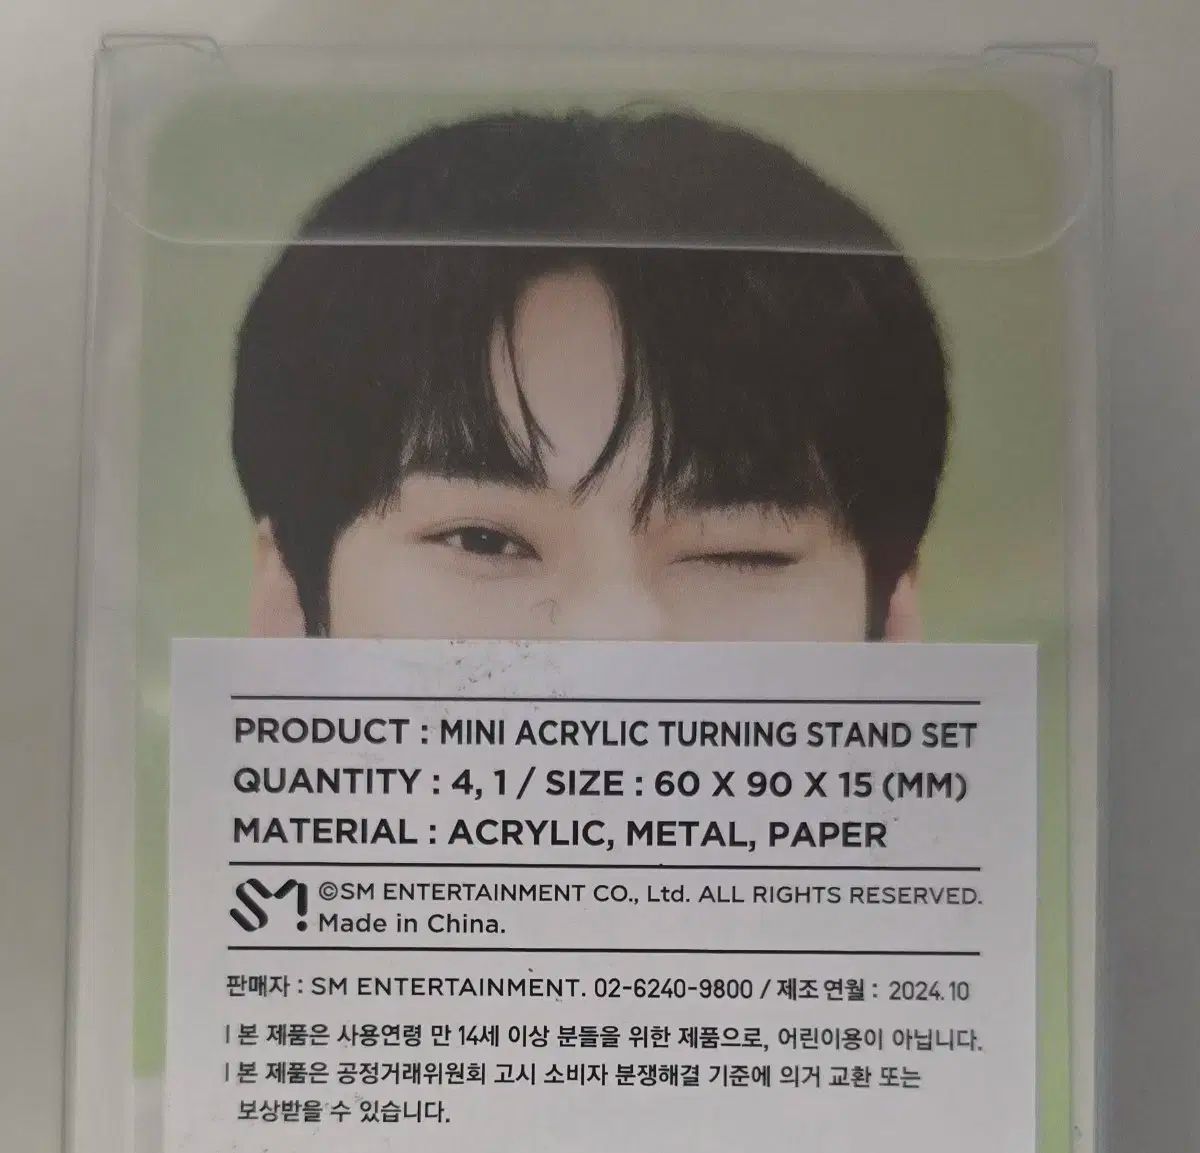 PRODUCT : MINI ACRYLIC TURNING STAND SET
QUANTITY : 4, 1 / SIZE : 60 X 90 X 15 (MM)
MATERIAL : ACRYLIC, METAL, PAPER
SM ©SM ENTERTAINMENT CO., Ltd. ALL RIGHTS RESERVED.
Made in China.
판매자 : SM ENTERTAINMENT. 02-6240-9800 / 제조연월 : 2024.10
l 본 제품은 사용연령 만 14세 이상 분들을 위한 제품으로, 어린이용이 아닙니다.
l 본 제품은 공정거래위원회 고시 소비자 분쟁해결 기준에 의거 교환 또는
보상받을 수 있습니다.